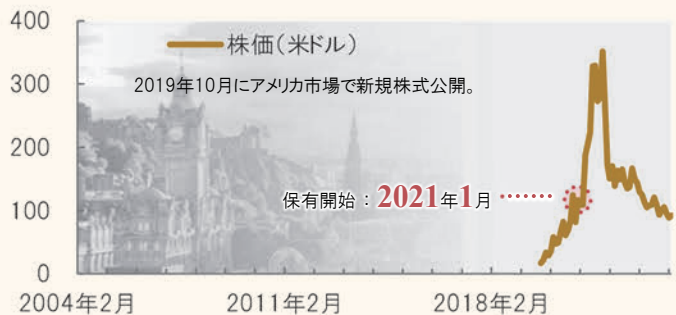 400
株価（米ドル）
300
2019年10月にアメリカ市場で新規株式公開。
200
保有開始：2021年1月
100
0
2004年2月
2011年2月
2018年2月